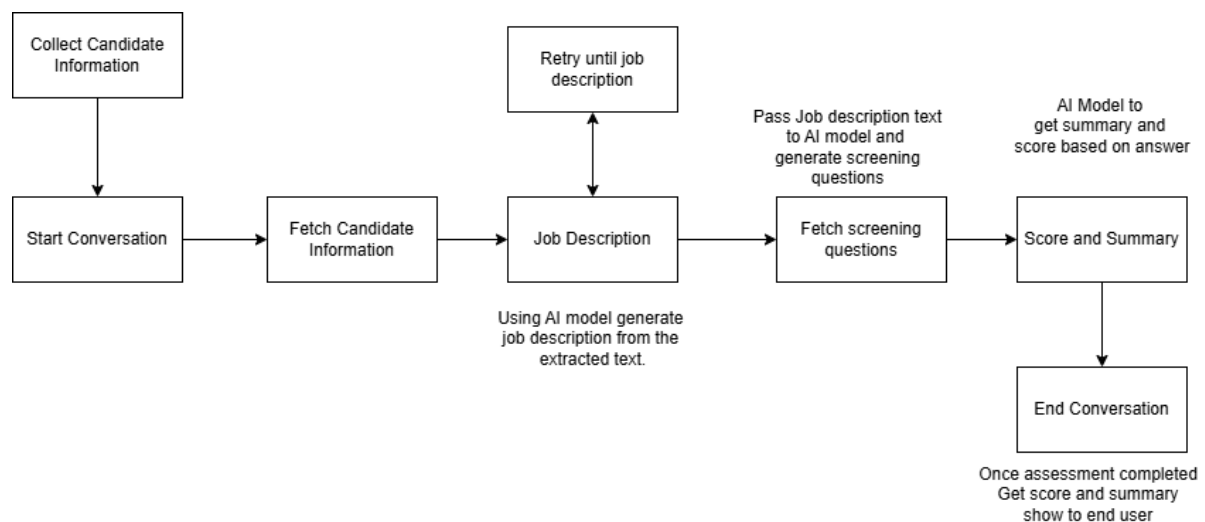 Collect Candidate
Information
Retry until job
description
Pass Job description text
to AI model and
generate screening
questions
AI Model to
get summary and
score based on answer
Start Conversation
Fetch Candidate
Information
Job Description
Fetch screening
questions
Score and Summary
Using AI model generate
job description from the
extracted text.
End Conversation
Once assessment completed
Get score and summary
show to end user